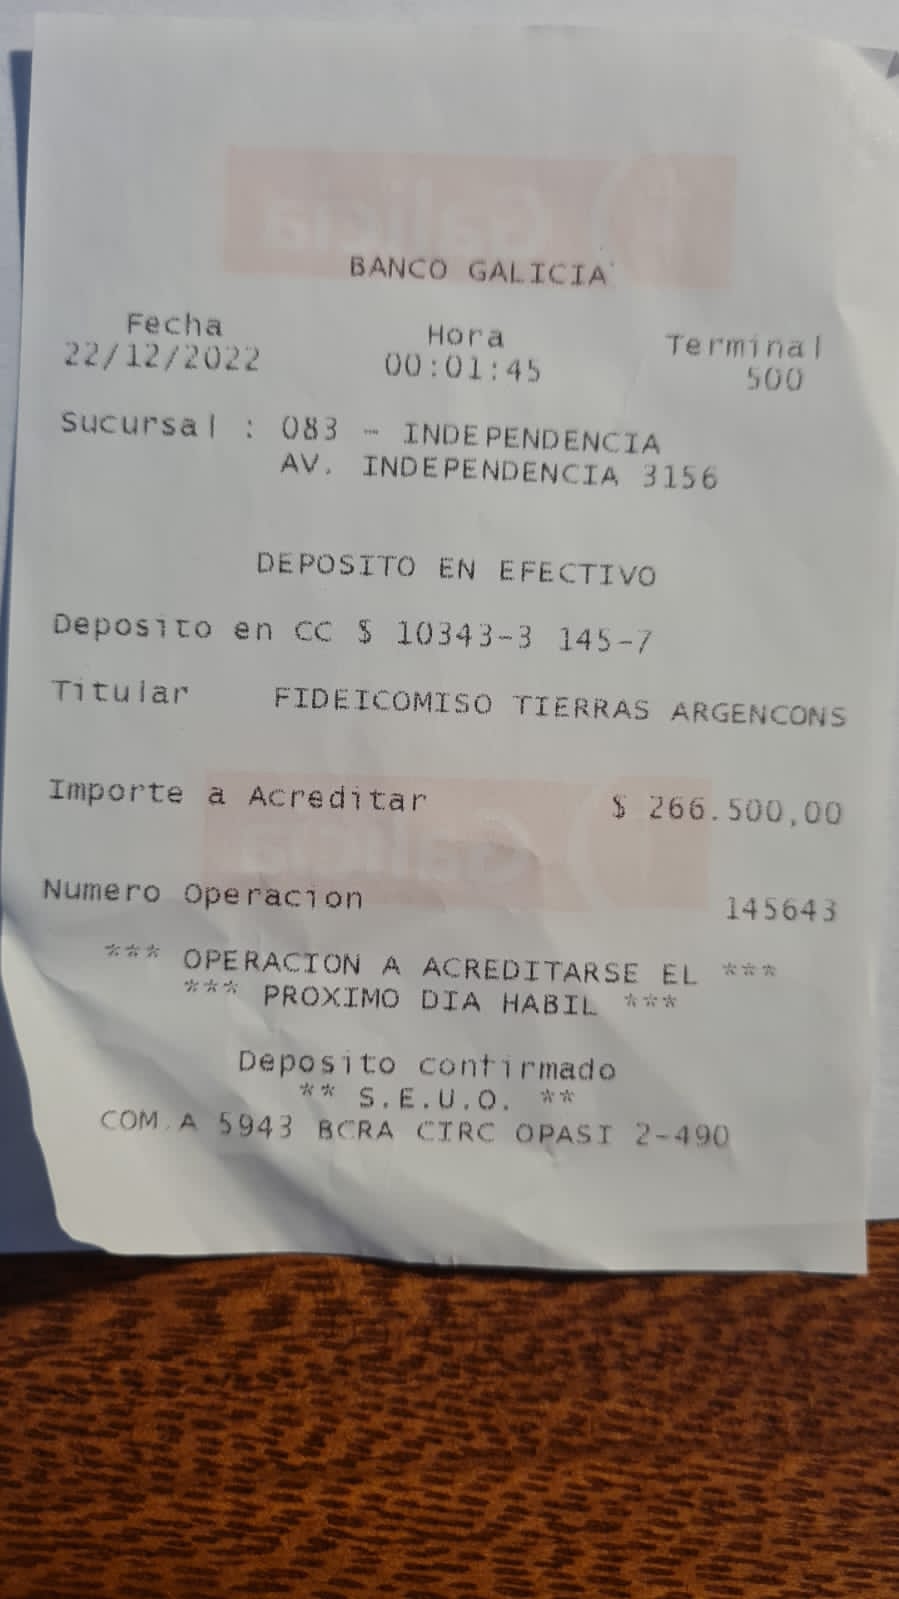 Galicia
BANCO GALICIA
Fecha Hora Terminal
22/12/2022 00:01:45 500
Sucursal : 083 - INDEPENDENCIA
AV. INDEPENDENCIA 3156
DEPOSITO EN EFECTIVO
Deposito en CC $ 10343-3 145-7
Titular FIDEICOMISO TIERRAS ARGENCONS
Importe a Acreditar $ 266.500,00
Galicia
Numero Operacion 145643
*** OPERACION A ACREDITARSE EL ***
*** PROXIMO DIA HABIL ***
Deposito confirmado
** S.E.U.O. **
COM.A 5943 BCRA CIRC OPASI 2-490